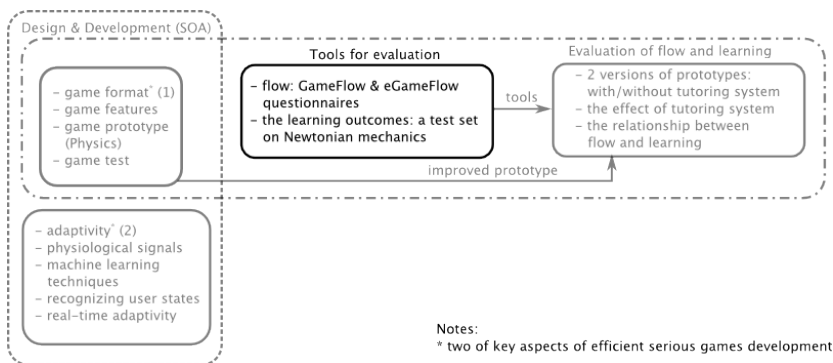 Design & Development (SOA)
– game format* (1)
– game features
– game prototype
(Physics)
– game test
Tools for evaluation
– flow: GameFlow & eGameFlow
questionnaires
– the learning outcomes: a test set
on Newtonian mechanics
tools
Evaluation of flow and learning
– 2 versions of prototypes:
with/without tutoring system
– the effect of tutoring system
– the relationship between
flow and learning
improved prototype
– adaptivity* (2)
– physiological signals
– machine learning
techniques
– recognizing user states
– real-time adaptivity
Notes:
* two of key aspects of efficient serious games development